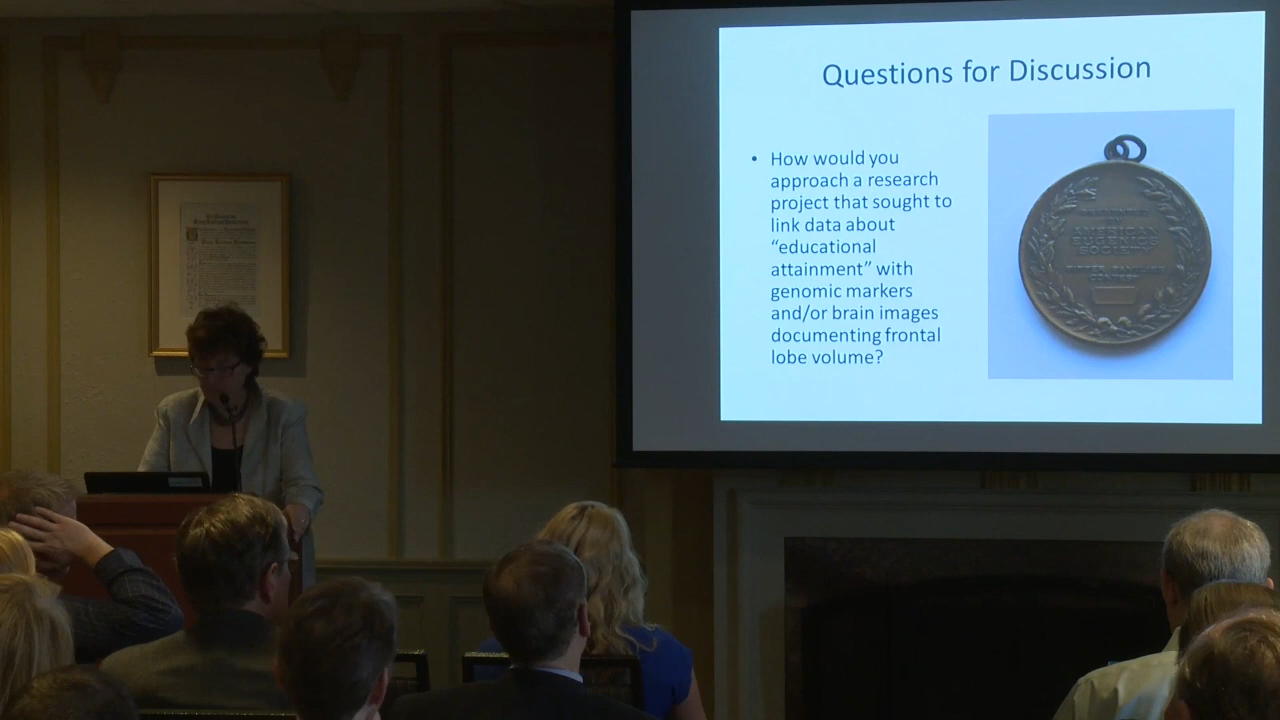 Questions for Discussion
• How would you
approach a research
project that sought to
link data about
“educational
attainment” with
genomic markers
and/or brain images
documenting frontal
lobe volume?
AMERICAN
EUGENICS
SOCIETY